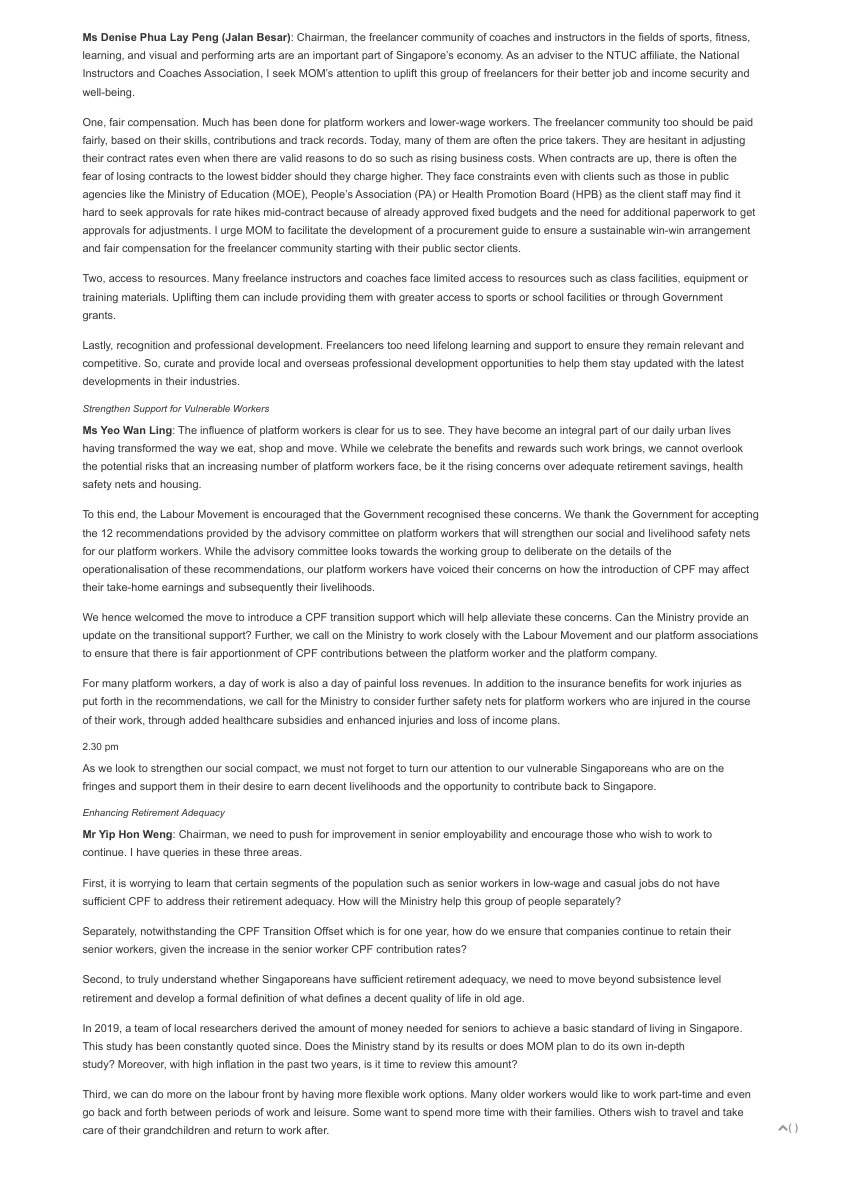 Ms Denise Phua Lay Peng (Jalan Besar): Chairman, the freelancer community of coaches and instructors in the fields of sports, fitness,
learning, and visual and performing arts are an important part of Singapore's economy. As an adviser to the NTUC affiliate, the National
Instructors and Coaches Association, I seek MOM's attention to uplift this group of freelancers for their better job and income security and
well-being.
One, fair compensation. Much has been done for platform workers and lower-wage workers. The freelancer community too should be paid
fairly, based on their skills, contributions and track records. Today, many of them are often the price takers. They are hesitant in adjusting
their contract rates even when there are valid reasons to do so such as rising business costs. When contracts are up, there is often the
fear of losing contracts to the lowest bidder should they charge higher. They face constraints even with clients such as those in public
agencies like the Ministry of Education (MOE), People's Association (PA) or Health Promotion Board (HPB) as the client staff may find it
hard to seek approvals for rate hikes mid-contract because of already approved fixed budgets and the need for additional paperwork to get
approvals for adjustments. I urge MOM to facilitate the development of a procurement guide to ensure a sustainable win-win arrangement
and fair compensation for the freelancer community starting with their public sector clients.
Two, access to resources. Many freelance instructors and coaches face limited access to resources such as class facilities, equipment or
training materials. Uplifting them can include providing them with greater access to sports or school facilities or through Government
grants.
Lastly, recognition and professional development. Freelancers too need lifelong learning and support to ensure they remain relevant and
competitive. So, curate and provide local and overseas professional development opportunities to help them stay updated with the latest
developments in their industries.
Strengthen Support for Vulnerable Workers
Ms Yeo Wan Ling: The influence of platform workers is clear for us to see. They have become an integral part of our daily urban lives
having transformed the way we eat, shop and move. While we celebrate the benefits and rewards such work brings, we cannot overlook
the potential risks that an increasing number of platform workers face, be it the rising concerns over adequate retirement savings, health
safety nets and housing.
To this end, the Labour Movement is encouraged that the Government recognised these concerns. We thank the Government for accepting
the 12 recommendations provided by the advisory committee on platform workers that will strengthen our social and livelihood safety nets
for our platform workers. While the advisory committee looks towards the working group to deliberate on the details of the
operationalisation of these recommendations, our platform workers have voiced their concerns on how the introduction of CPF may affect
their take-home earnings and subsequently their livelihoods.
We hence welcomed the move to introduce a CPF transition support which will help alleviate these concerns. Can the Ministry provide an
update on the transitional support? Further, we call on the Ministry to work closely with the Labour Movement and our platform associations
to ensure that there is fair apportionment of CPF contributions between the platform worker and the platform company.
For many platform workers, a day of work is also a day of painful loss revenues. In addition to the insurance benefits for work injuries as
put forth in the recommendations, we call for the Ministry to consider further safety nets for platform workers who are injured in the course
of their work, through added healthcare subsidies and enhanced injuries and loss of income plans.
2.30 pm
As we look to strengthen our social compact, we must not forget to turn our attention to our vulnerable Singaporeans who are on the
fringes and support them in their desire to earn decent livelihoods and the opportunity to contribute back to Singapore.
Enhancing Retirement Adequacy
Mr Yip Hon Weng: Chairman, we need to push for improvement in senior employability and encourage those who wish to work to
continue. I have queries in these three areas.
First, it is worrying to learn that certain segments of the population such as senior workers in low-wage and casual jobs do not have
sufficient CPF to address their retirement adequacy. How will the Ministry help this group of people separately?
Separately, notwithstanding the CPF Transition Offset which is for one year, how do we ensure that companies continue to retain their
senior workers, given the increase in the senior worker CPF contribution rates?
Second, to truly understand whether Singaporeans have sufficient retirement adequacy, we need to move beyond subsistence level
retirement and develop a formal definition of what defines a decent quality of life in old age.
In 2019, a team of local researchers derived the amount of money needed for seniors to achieve a basic standard of living in Singapore.
This study has been constantly quoted since. Does the Ministry stand by its results or does MOM plan to do its own in-depth
study? Moreover, with high inflation in the past two years, is it time to review this amount?
Third, we can do more on the labour front by having more flexible work options. Many older workers would like to work part-time and even
go back and forth between periods of work and leisure. Some want to spend more time with their families. Others wish to travel and take
care of their grandchildren and return to work after.
( )